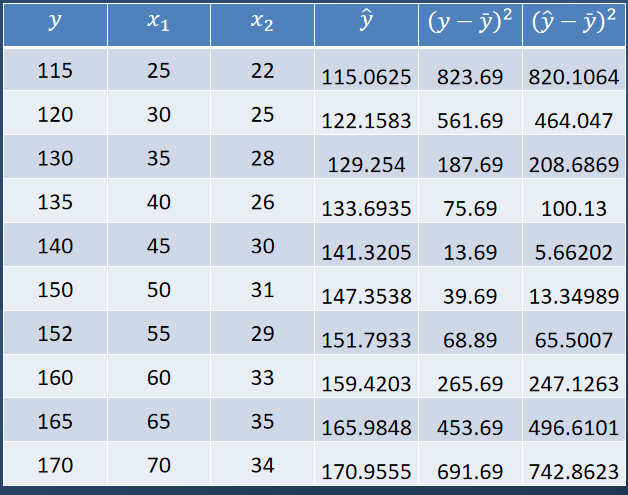 y x₁ x₂ ŷ (y − ȳ)² (ŷ − ȳ)²
115 25 22 115.0625 823.69 820.1064
120 30 25 122.1583 561.69 464.047
130 35 28 129.254 187.69 208.6869
135 40 26 133.6935 75.69 100.13
140 45 30 141.3205 13.69 5.66202
150 50 31 147.3538 39.69 13.34989
152 55 29 151.7933 68.89 65.5007
160 60 33 159.4203 265.69 247.1263
165 65 35 165.9848 453.69 496.6101
170 70 34 170.9555 691.69 742.8623